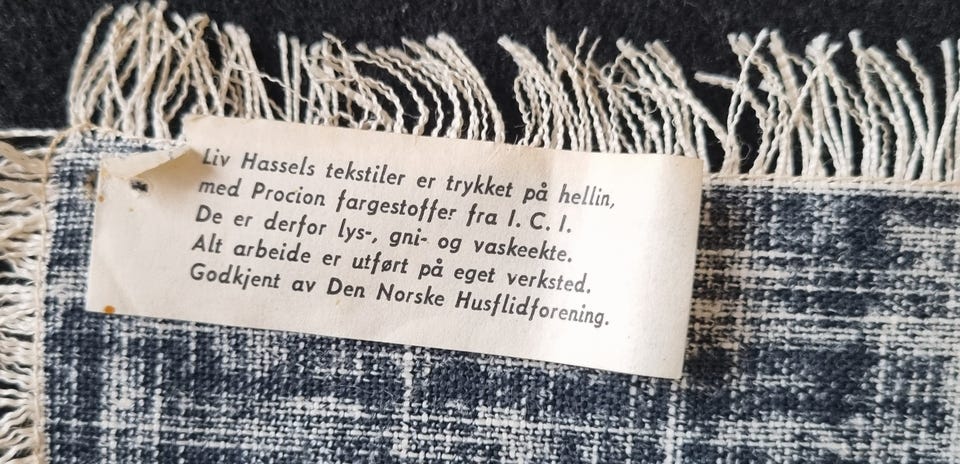 Liv Hassels tekstiler er trykket på hellin,
med Procion fargestoffer fra I. C. I.
De er derfor lys-, gni- og vaskeekte.
Alt arbeide er utført på eget verksted.
Godkjent av Den Norske Husflidforening.